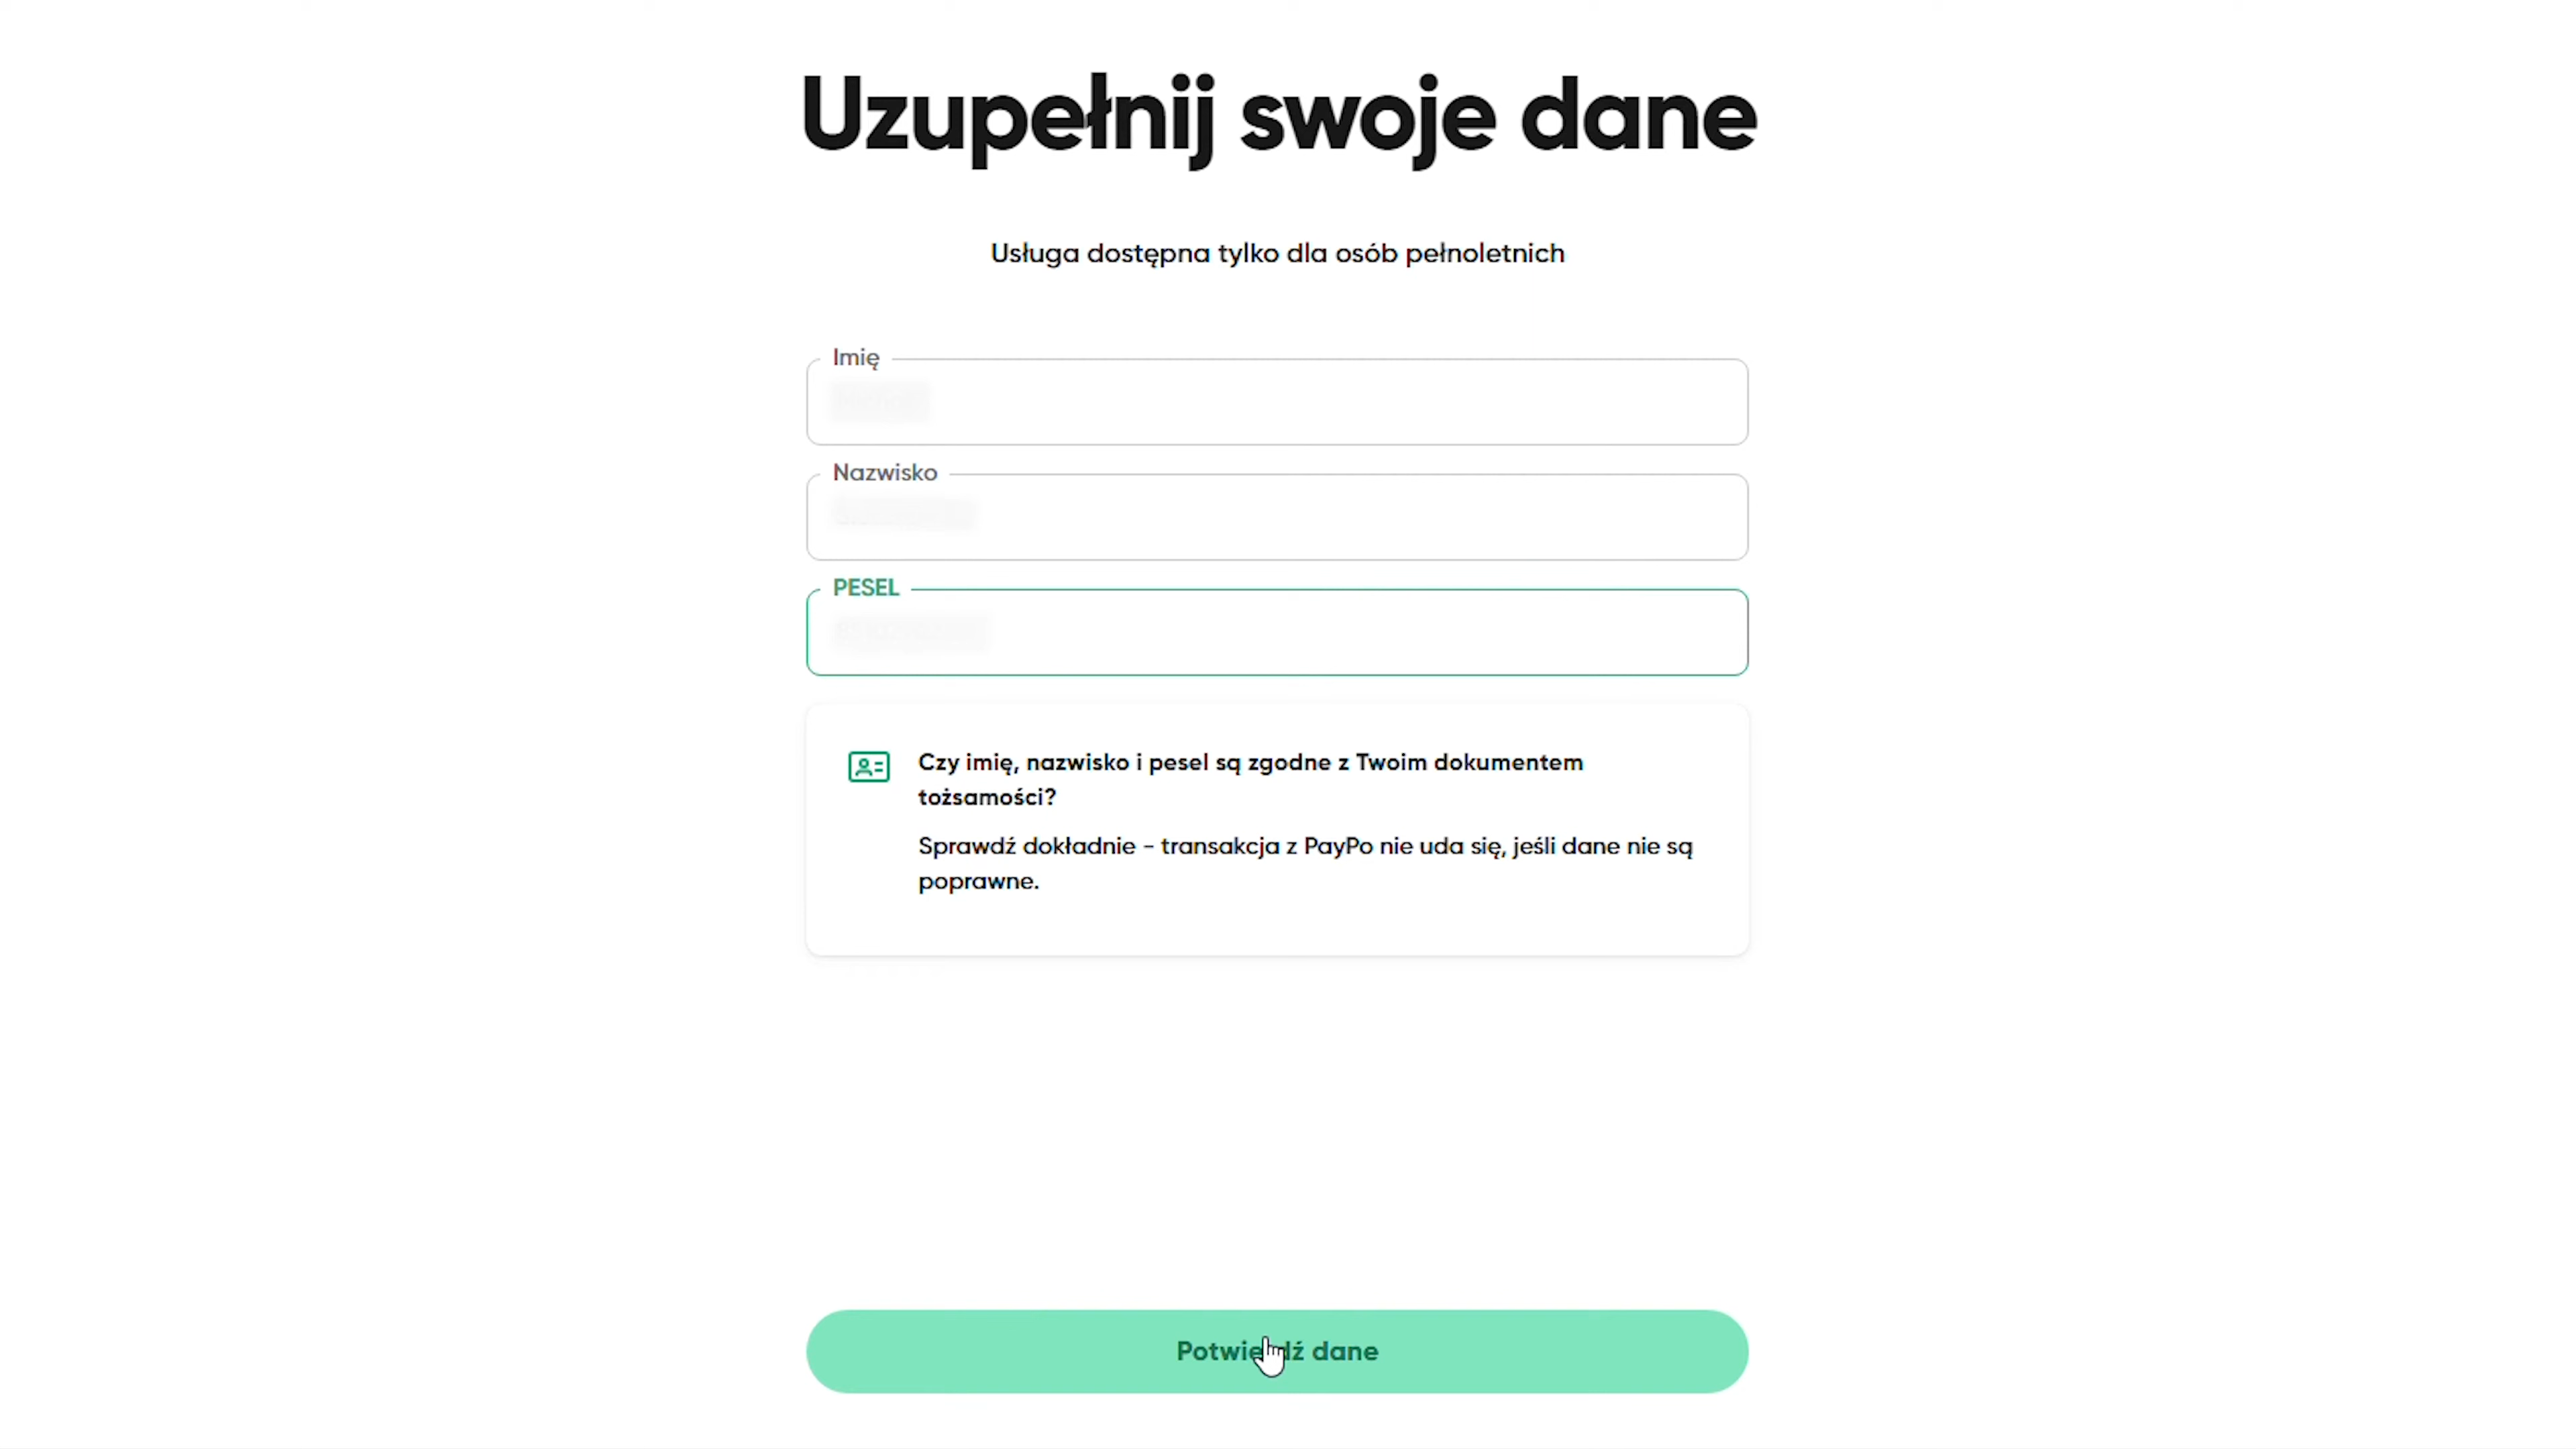 Uzupełnij swoje dane
Usługa dostępna tylko dla osób pełnoletnich
Imię
Nazwisko
PESEL
Czy imię, nazwisko i pesel są zgodne z Twoim dokumentem
tożsamości?
Sprawdź dokładnie - transakcja z PayPo nie uda się, jeśli dane nie są
poprawne.
Potwierdź dane